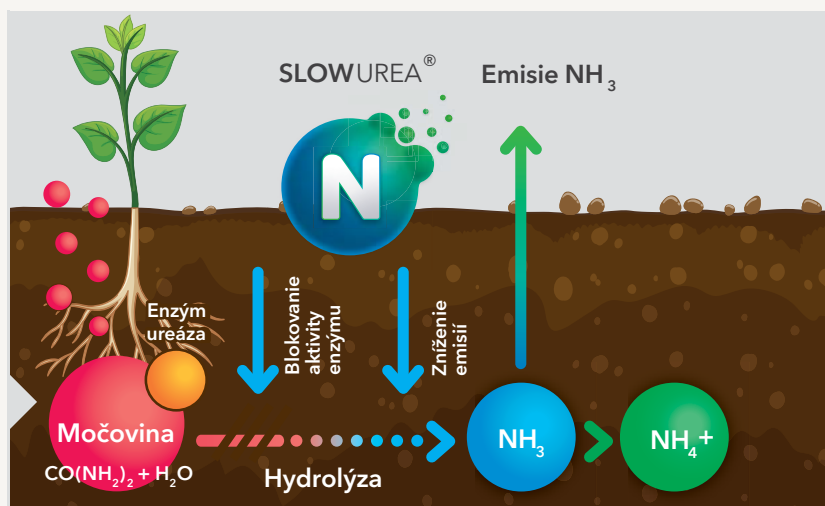 SLOWUREA®
Emisie NH₃
N
Enzým
ureáza
Blokovanie
aktivity
enzýmu
Zníženie
emisií
Močovina
CO(NH₂)₂ + H₂O
Hydrolýza
NH₃
NH₄+